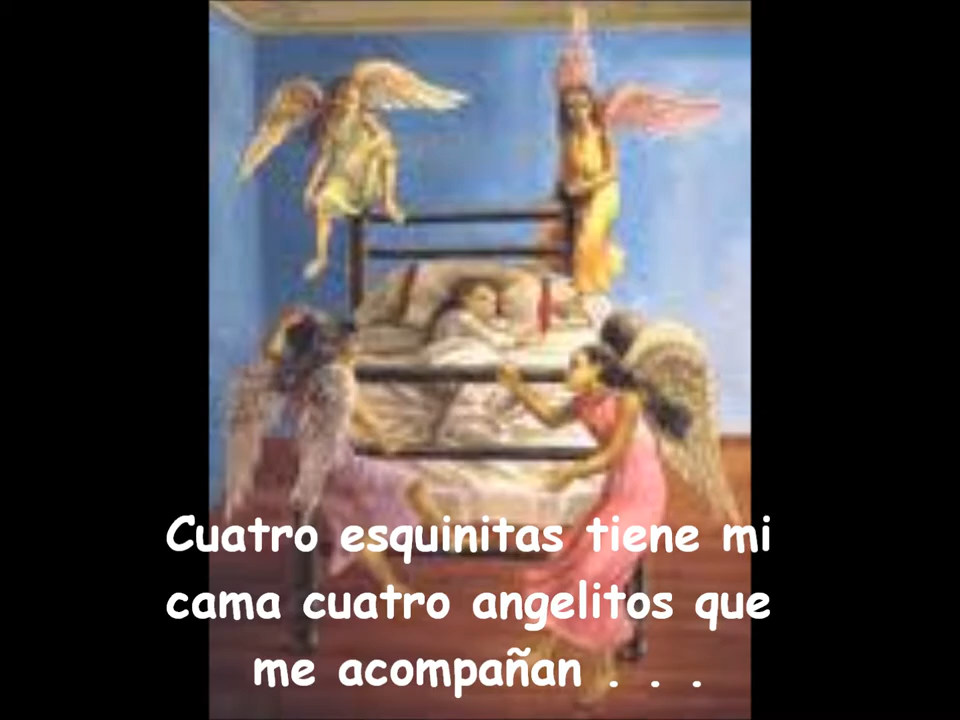 Cuatro esquinitas tiene mi
cama cuatro angelitos que
me acompañan . . .